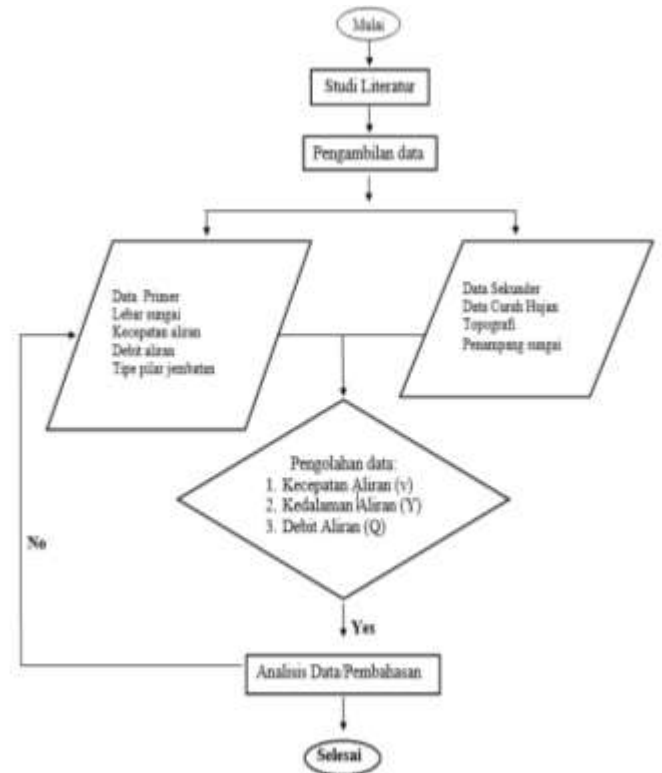 Mulai
Studi Literatur
Pengambilan data
Data Primer
Lebar sungai
Kecepatan aliran
Debit aliran
Tipe pilar jembatan
Data Sekunder
Data Curah Hujan
Topografi
Penampang sungai
Pengolahan data:
1. Kecepatan Aliran (v)
2. Kedalaman Aliran (Y)
3. Debit Aliran (Q)
No
Yes
Analisis Data/Pembahasan
Selesai